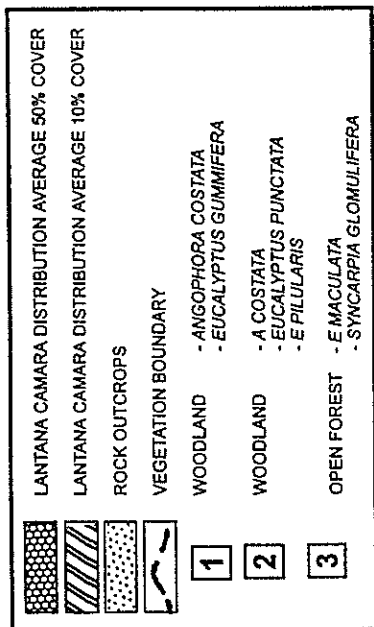 LANTANA CAMARA DISTRIBUTION AVERAGE 50% COVER
LANTANA CAMARA DISTRIBUTION AVERAGE 10% COVER
ROCK OUTCROPS
VEGETATION BOUNDARY
1 WOODLAND - ANGOPHORA COSTATA
- EUCALYPTUS GUMMIFERA
2 WOODLAND - A COSTATA
- EUCALYPTUS PUNCTATA
- E PILULARIS
3 OPEN FOREST - E MACULATA
- SYNCARPIA GLOMULIFERA